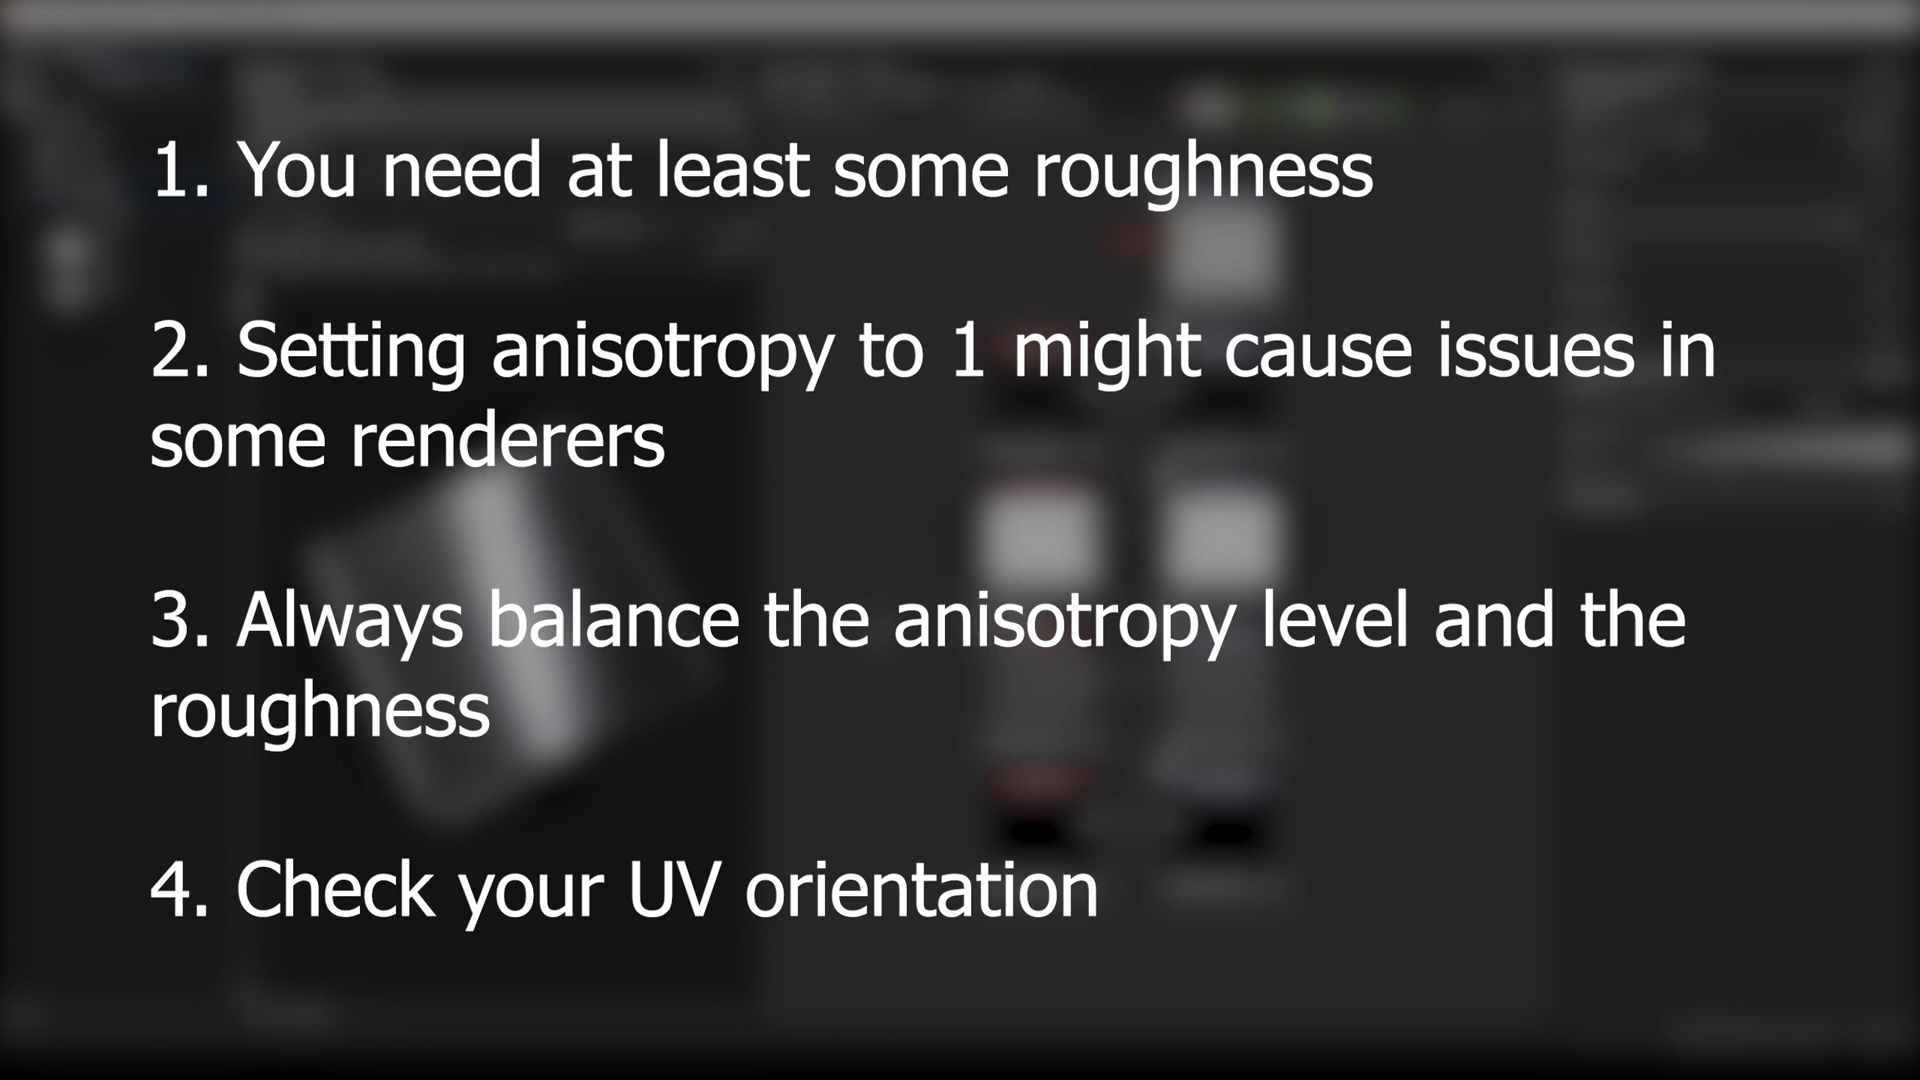 1. You need at least some roughness
2. Setting anisotropy to 1 might cause issues in
some renderers
3. Always balance the anisotropy level and the
roughness
4. Check your UV orientation